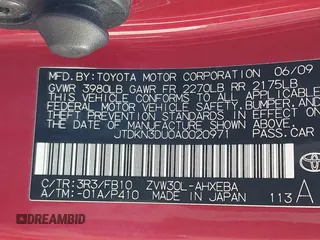 MFD.BY:TOYOTA MOTOR CORPORATION 06/09
GVWR 3980LB GAWR FR 2270LB RR 2175LB
THIS VEHICLE CONFORMS TO ALL APPLICABLE
FEDERAL MOTOR VEHICLE SAFETY, BUMPER, AND
THEFT PREVENTION STANDARDS IN EFFECT ON
THE DATE OF MANUFACTURE SHOWN ABOVE.
JTDKN3DUCA0020971 PASS. CAR
C/TR:3R3/FB10 ZVW30L-AHXEBA
A/TM:-01A/P410 MADE IN JAPAN 113 A
DREAMBID.COM